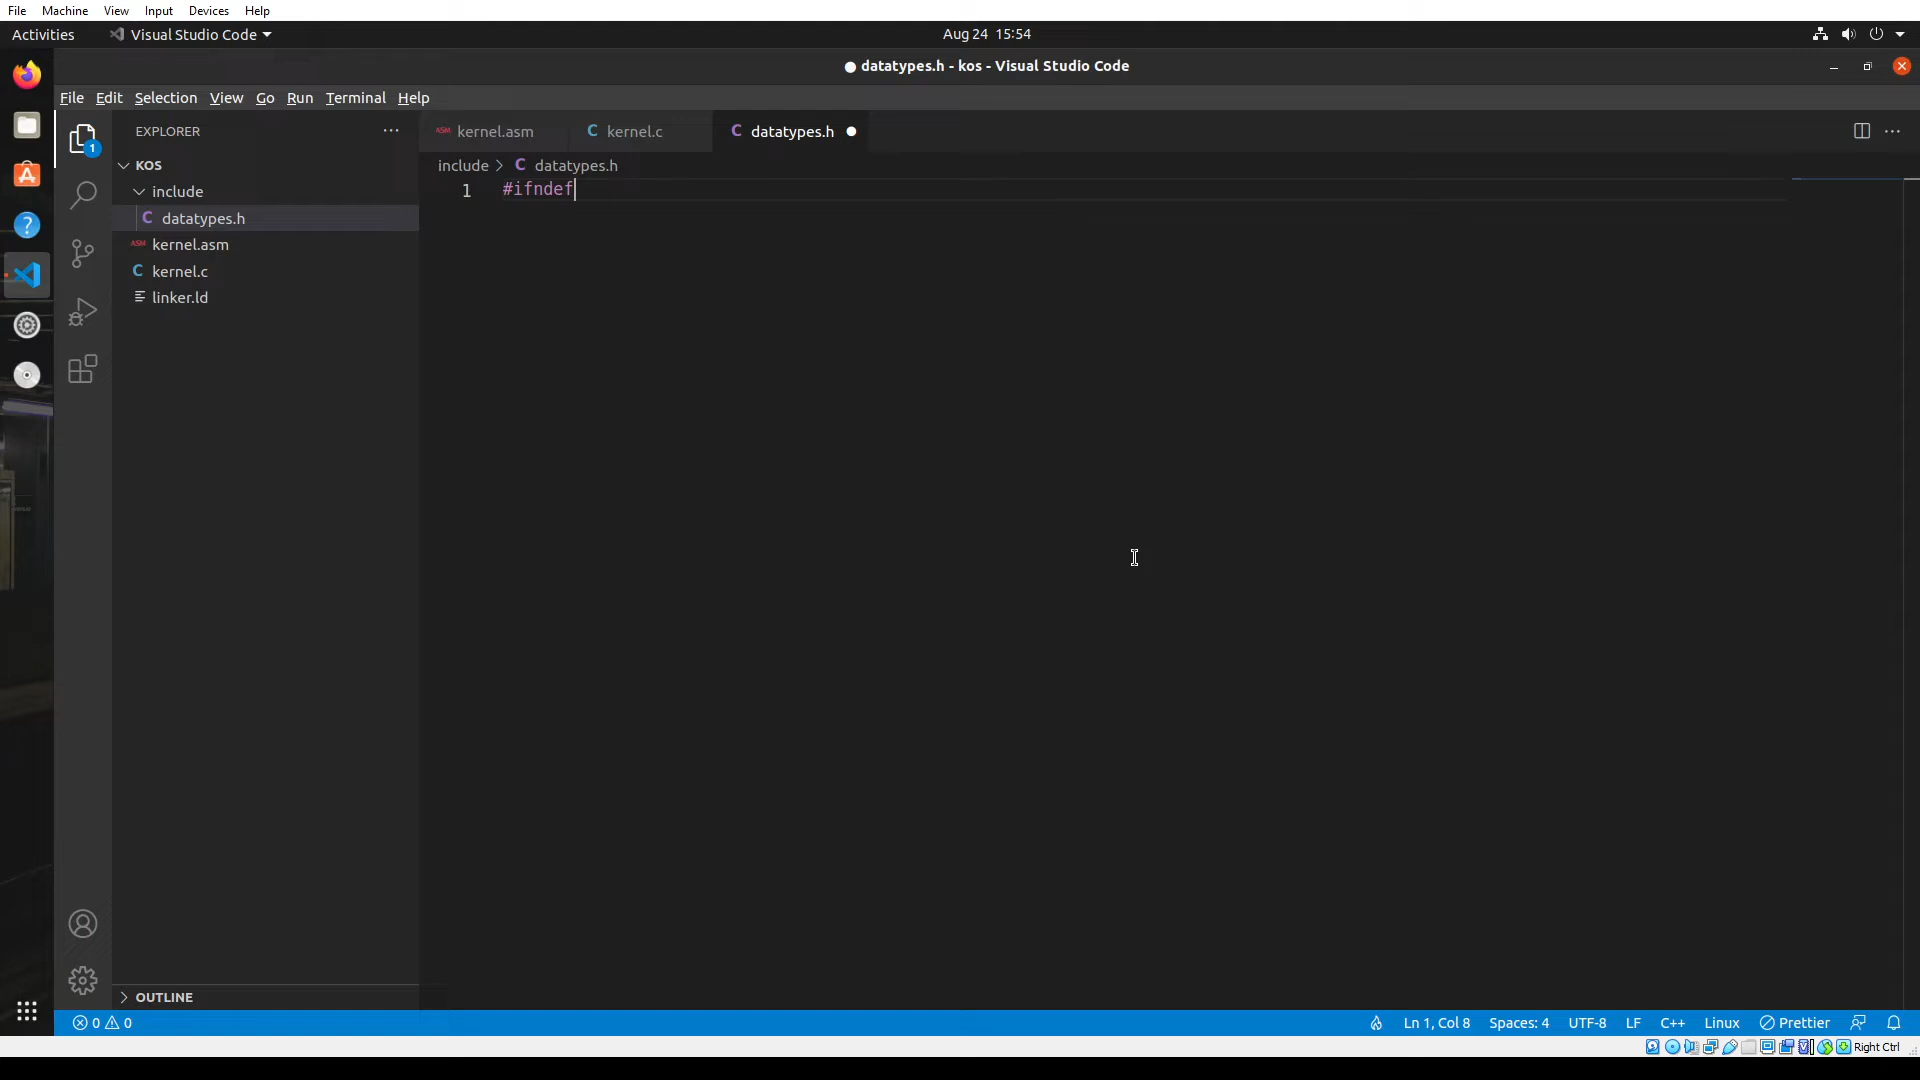 File Machine View Input Devices Help
Activities Visual Studio Code Aug 24 15:54
● datatypes.h - kos - Visual Studio Code
File Edit Selection View Go Run Terminal Help
EXPLORER ··· ASM kernel.asm C kernel.c C datatypes.h ● ···
1
KOS include > C datatypes.h
include 1 #ifndef
C datatypes.h
ASM kernel.asm
C kernel.c
linker.ld
OUTLINE
0 0 Ln 1, Col 8 Spaces: 4 UTF-8 LF C++ Linux Prettier
Right Ctrl